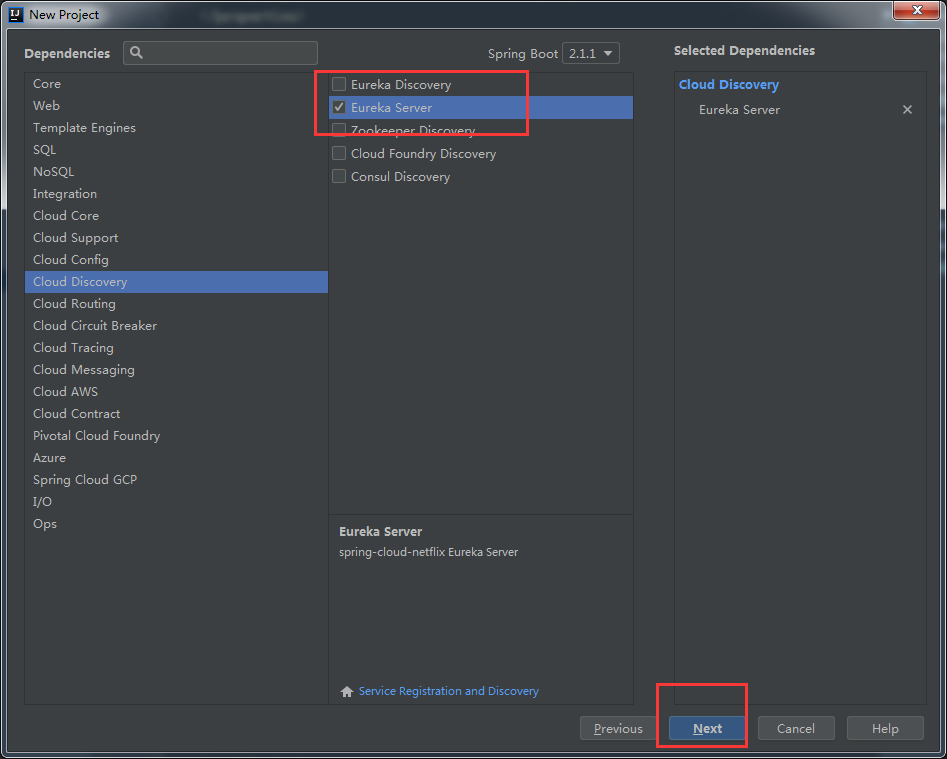 New Project
Dependencies
Spring Boot 2.1.1
Selected Dependencies
Core
Web
Template Engines
SQL
NoSQL
Integration
Cloud Core
Cloud Support
Cloud Config
Cloud Discovery
Cloud Routing
Cloud Circuit Breaker
Cloud Tracing
Cloud Messaging
Cloud AWS
Cloud Contract
Pivotal Cloud Foundry
Azure
Spring Cloud GCP
I/O
Ops
Eureka Discovery
Eureka Server
Zookeeper Discovery
Cloud Foundry Discovery
Consul Discovery
Eureka Server
spring-cloud-netflix Eureka Server
Service Registration and Discovery
Cloud Discovery
Eureka Server
Previous
Next
Cancel
Help